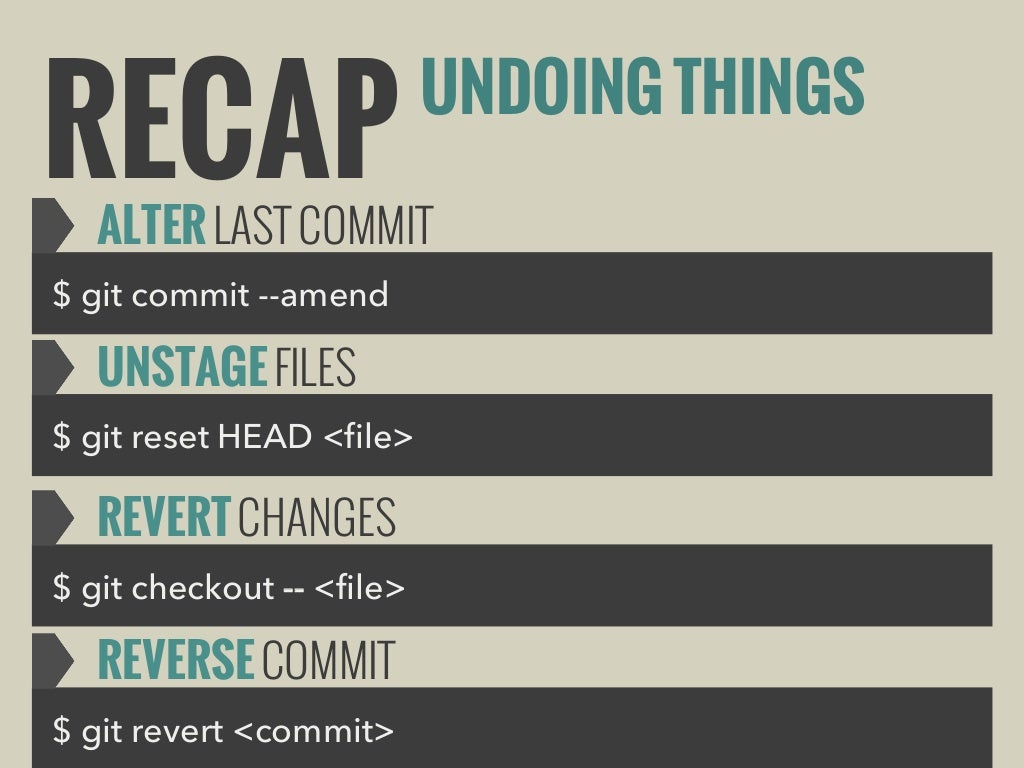 RECAP UNDOING THINGS
ALTER LAST COMMIT
$ git commit --amend
UNSTAGE FILES
$ git reset HEAD <file>
REVERT CHANGES
$ git checkout -- <file>
REVERSE COMMIT
$ git revert <commit>